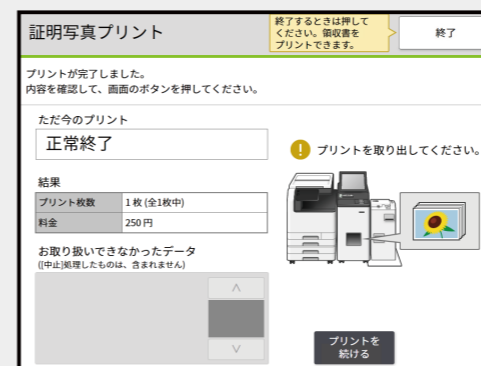 証明写真プリント
終了するときは押して
ください。領収書を
プリントできます。
終了
プリントが完了しました。
内容を確認して、画面のボタンを押してください。
ただ今のプリント
正常終了
! プリントを取り出してください。
結果
プリント枚数 1枚(全1枚中)
料金 250円
お取り扱いできなかったデータ
([中止]処理したものは、含まれません)
プリントを
続ける